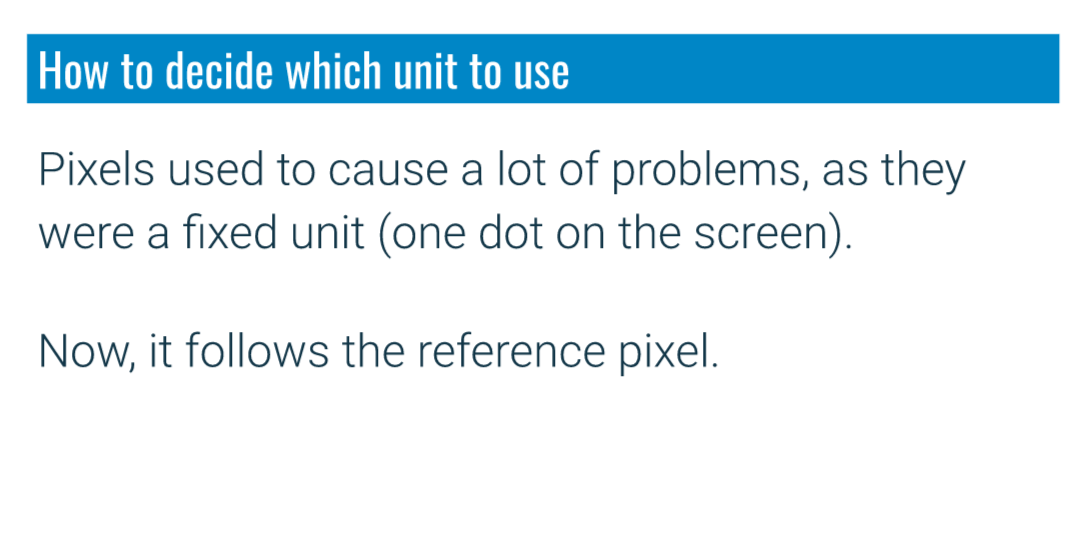 How to decide which unit to use
Pixels used to cause a lot of problems, as they
were a fixed unit (one dot on the screen).
Now, it follows the reference pixel.